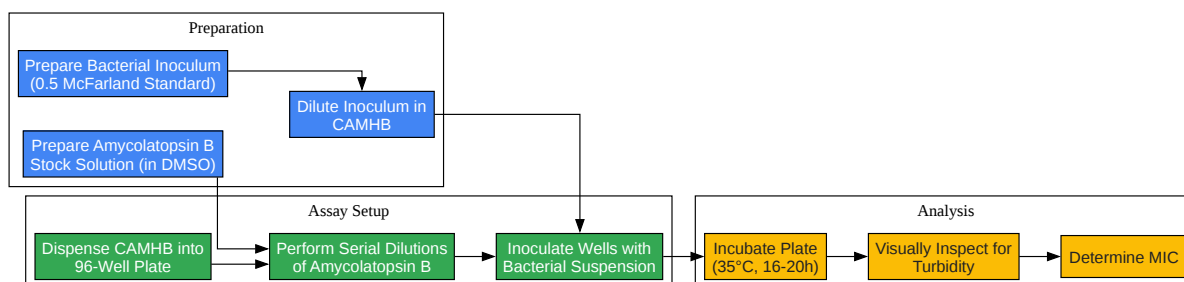 Preparation
Prepare Bacterial Inoculum
(0.5 McFarland Standard)
Dilute Inoculum in
CAMHB
Prepare Amycolatopsin B
Stock Solution (in DMSO)
Assay Setup
Dispense CAMHB into
96-Well Plate
Perform Serial Dilutions
of Amycolatopsin B
Inoculate Wells with
Bacterial Suspension
Analysis
Incubate Plate
(35°C, 16-20h)
Visually Inspect for
Turbidity
Determine MIC